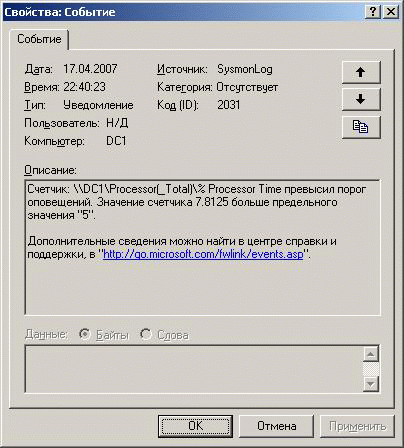 Свойства: Событие
Событие
Дата: 17.04.2007 Источник: SysmonLog
Время: 22:40:23 Категория: Отсутствует
Тип: Уведомление Код (ID): 2031
Пользователь: Н/Д
Компьютер: DC1
Описание:
Счетчик: \\DC1\Processor(_Total)\% Processor Time превысил порог
оповещений. Значение счетчика 7.8125 больше предельного
значения "5".
Дополнительные сведения можно найти в центре справки и
поддержки, в "http://go.microsoft.com/fwlink/events.asp".
Данные: Байты Слова
ОК Отмена Применить